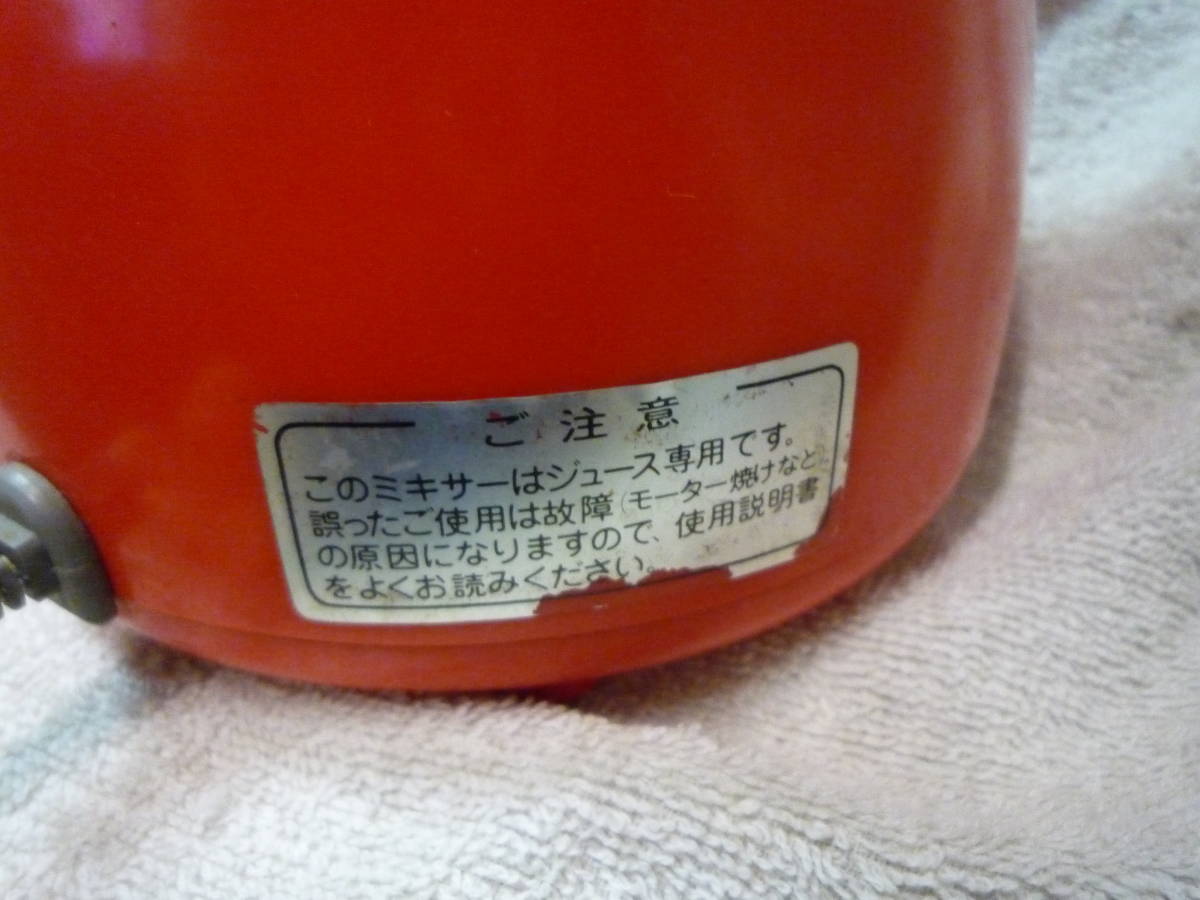 ご注意
このミキサーはジュース専用です。
誤ったご使用は故障(モーター焼けなど
の原因になりますので、使用説明書
をよくお読みください。